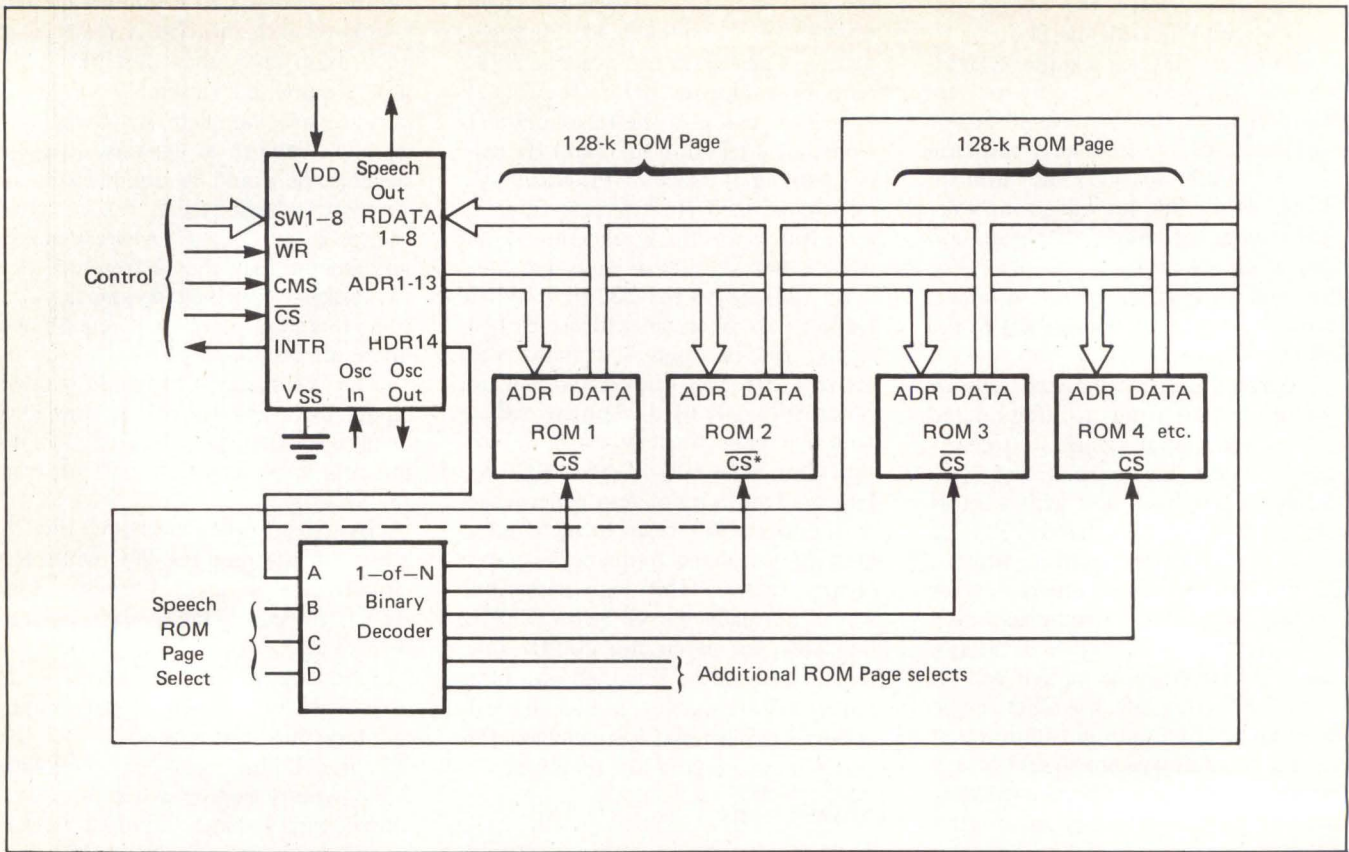 128-k ROM Page
128-k ROM Page
VDD
Speech
Out
Control
SW1–8
RDATA
1–8
WR
CMS
ADR1-13
CS
INTR
HDR14
VSS
Osc
In
Osc
Out
ADR DATA
ROM 1
CS
ADR DATA
ROM 2
CS*
ADR DATA
ROM 3
CS
ADR DATA
ROM 4 etc.
CS
Speech
ROM
Page
Select
A
B
C
D
1–of–N
Binary
Decoder
Additional ROM Page selects